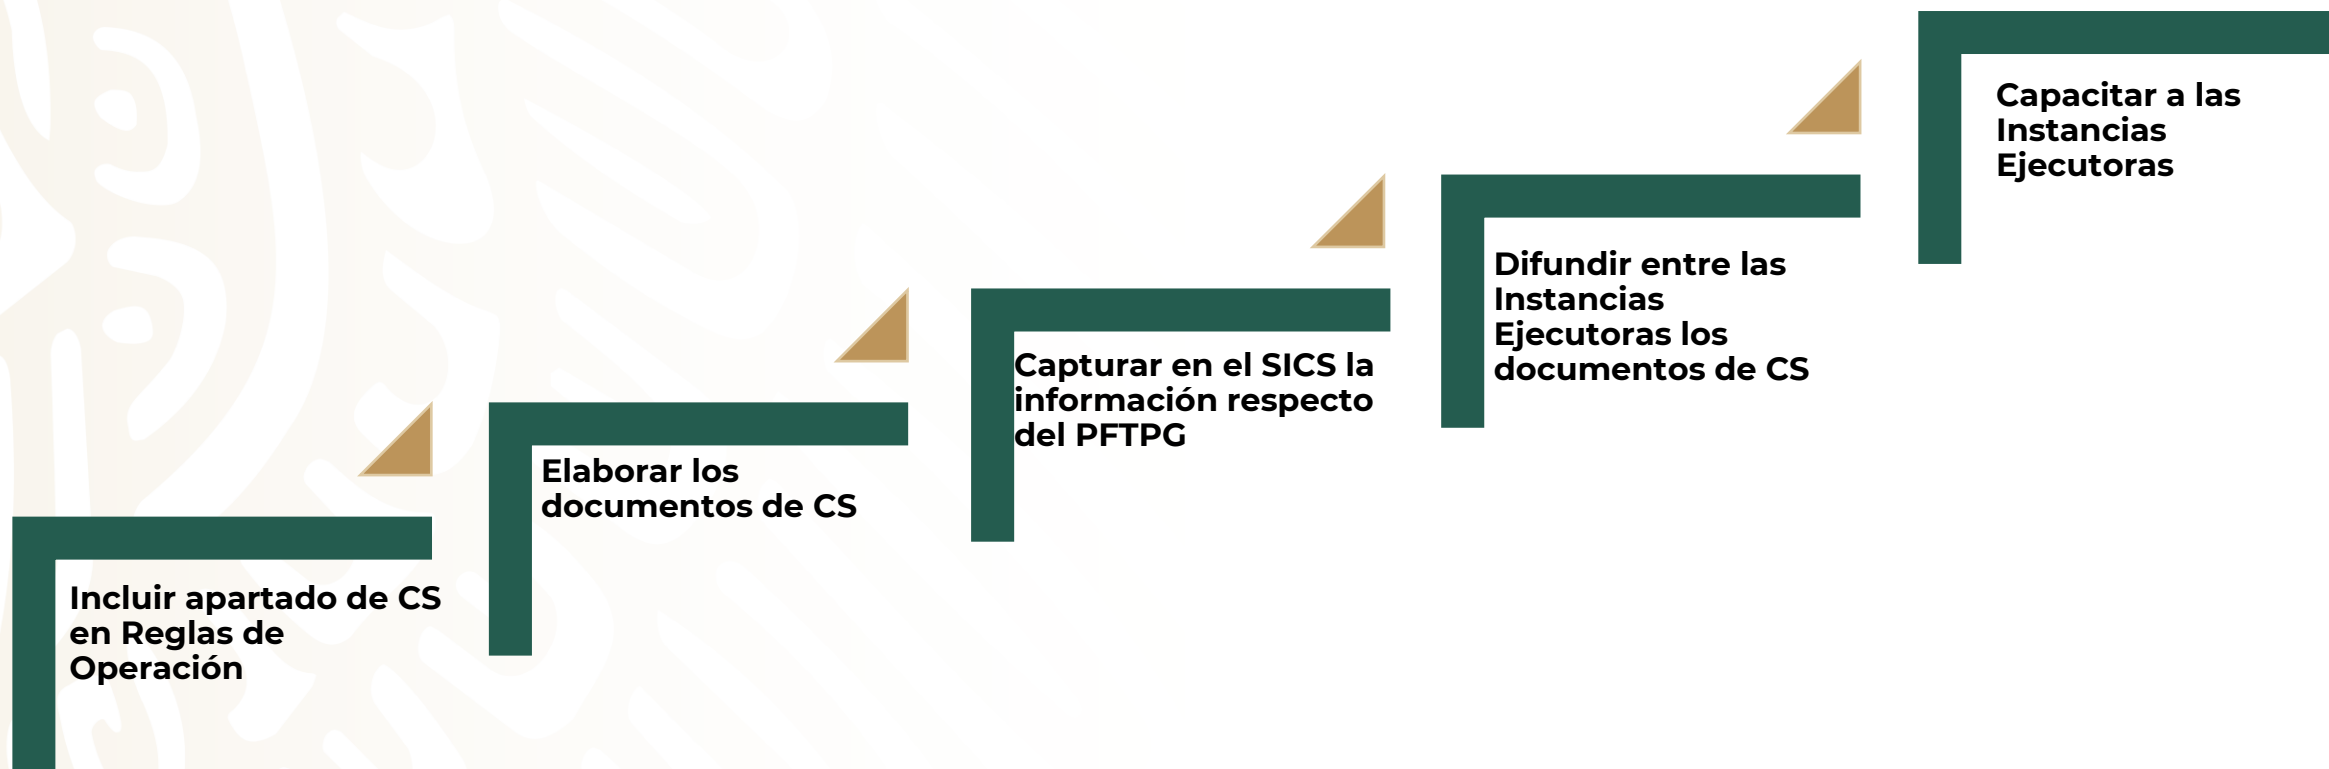 Incluir apartado de CS
en Reglas de
Operación
Elaborar los
documentos de CS
Capturar en el SICS la
información respecto
del PFTPG
Difundir entre las
Instancias
Ejecutoras los
documentos de CS
Capacitar a las
Instancias
Ejecutoras